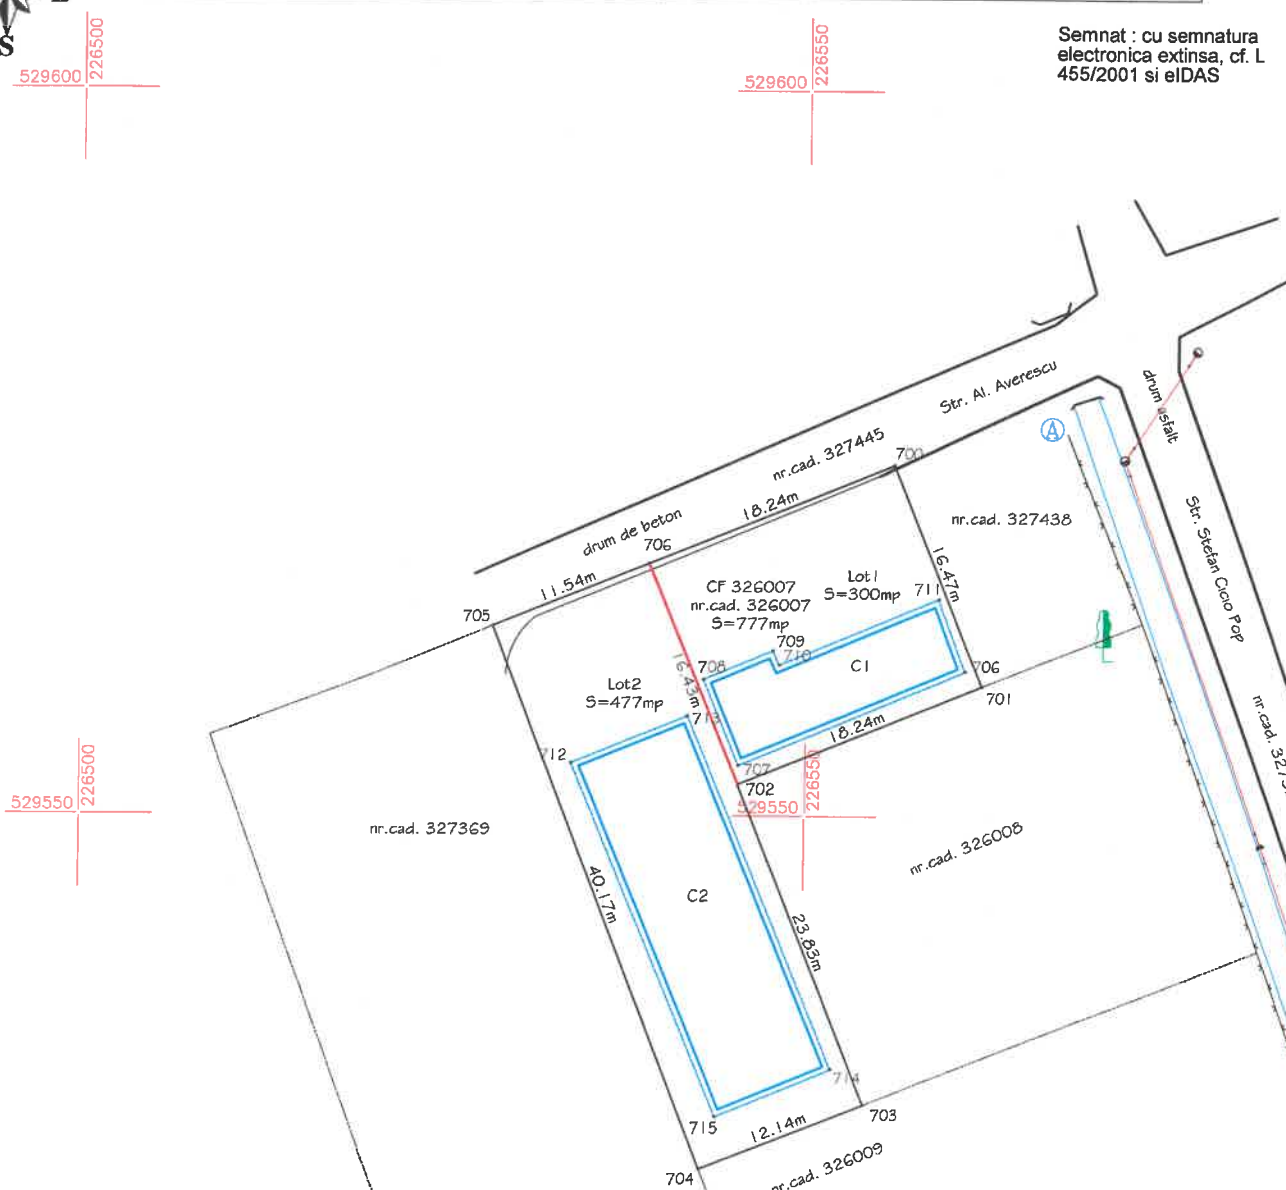 S
226500
529600
226550
529600
Semnat : cu semnatura
electronica extinsa, cf. L
455/2001 si eIDAS
Str. Al. Averescu
drum asfalt
A
nr.cad. 327445
700
18.24m
nr.cad. 327438
drum de beton
706
Str. Stefan Cicio Pop
11.54m
16.47m
CF 326007
nr.cad. 326007
S=777mp
Lot1
S=300mp
711
705
709
710
708
C1
706
16.43m
Lot2
S=477mp
701
713
18.24m
712
707
702
226500
529550
226550
529550
nr.cad.
nr.cad. 327369
nr.cad. 326008
40.17m
C2
23.83m
714
715
12.14m
703
704
nr.cad. 326009